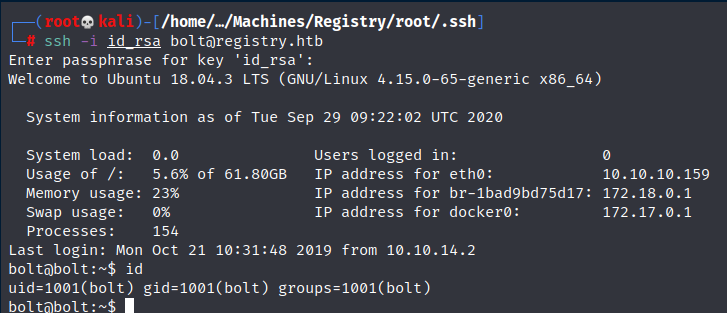 ┌──(root💀kali)-[/home/…/Machines/Registry/root/.ssh]
└─# ssh -i id_rsa bolt@registry.htb
Enter passphrase for key 'id_rsa':
Welcome to Ubuntu 18.04.3 LTS (GNU/Linux 4.15.0-65-generic x86_64)

  System information as of Tue Sep 29 09:22:02 UTC 2020

  System load:  0.0               Users logged in:                0
  Usage of /:   5.6% of 61.80GB   IP address for eth0:            10.10.10.159
  Memory usage: 23%               IP address for br-1bad9bd75d17: 172.18.0.1
  Swap usage:   0%                IP address for docker0:         172.17.0.1
  Processes:    154
Last login: Mon Oct 21 10:31:48 2019 from 10.10.14.2
bolt@bolt:~$ id
uid=1001(bolt) gid=1001(bolt) groups=1001(bolt)
bolt@bolt:~$